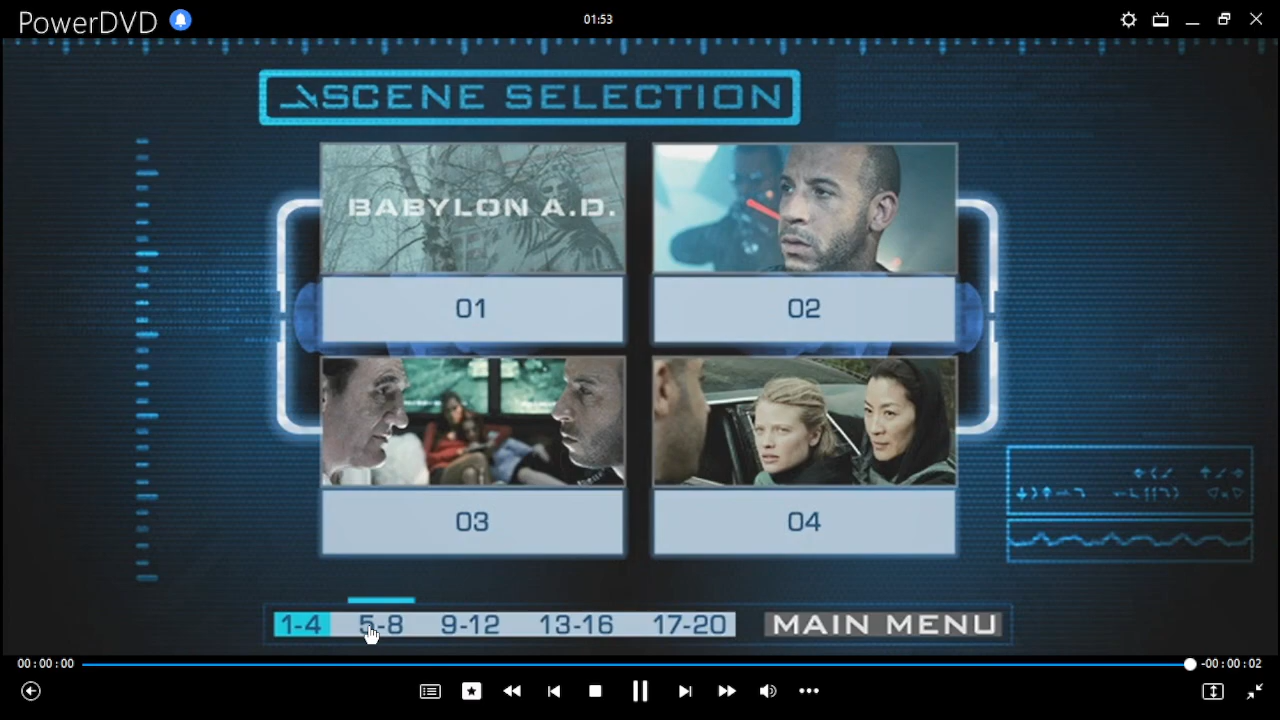 PowerDVD
01:53
SCENE SELECTION
BABYLON A.D.
01
02
03
04
1-4 5-8 9-12 13-16 17-20 MAIN MENU
00:00:00
-00:00:02